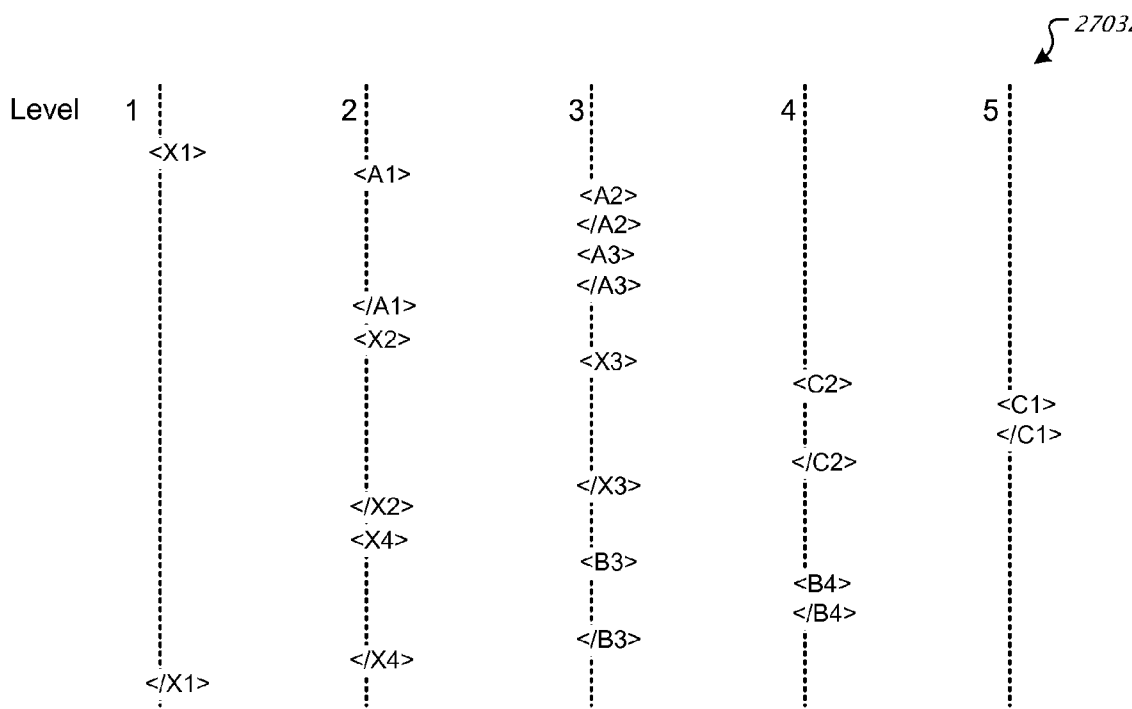 27032
Level 1 2 3 4 5
<X1>
<A1>
<A2>
</A2>
<A3>
</A3>
</A1>
<X2>
<X3>
<C2>
<C1>
</C1>
</C2>
</X3>
</X2>
<X4>
<B3>
<B4>
</B4>
</B3>
</X4>
</X1>